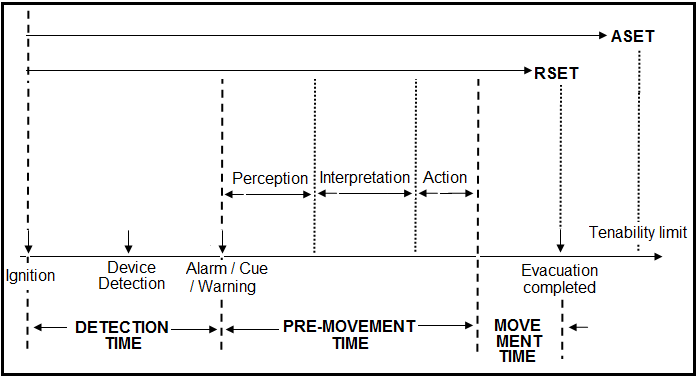 ASET
RSET
Perception
Interpretation
Action
Tenability limit
Ignition
Device
Detection
Alarm / Cue
/ Warning
Evacuation
completed
DETECTION
TIME
PRE-MOVEMENT
TIME
MOVE
MENT
TIME